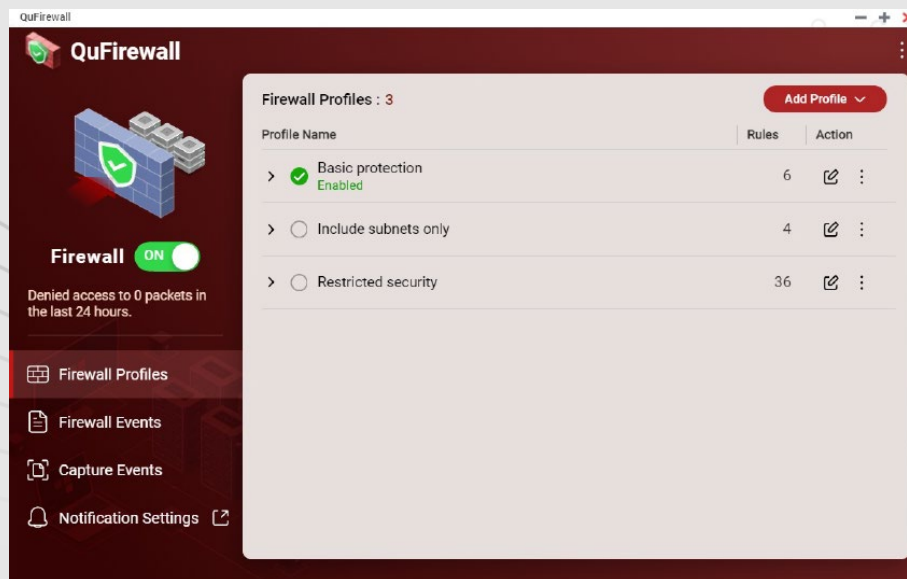 QuFirewall
QuFirewall
Firewall
ON
Denied access to 0 packets in
the last 24 hours.
Firewall Profiles
Firewall Events
Capture Events
Notification Settings
Firewall Profiles : 3
Add Profile
Profile Name Rules Action
Basic protection 6
Enabled
Include subnets only 4
Restricted security 36